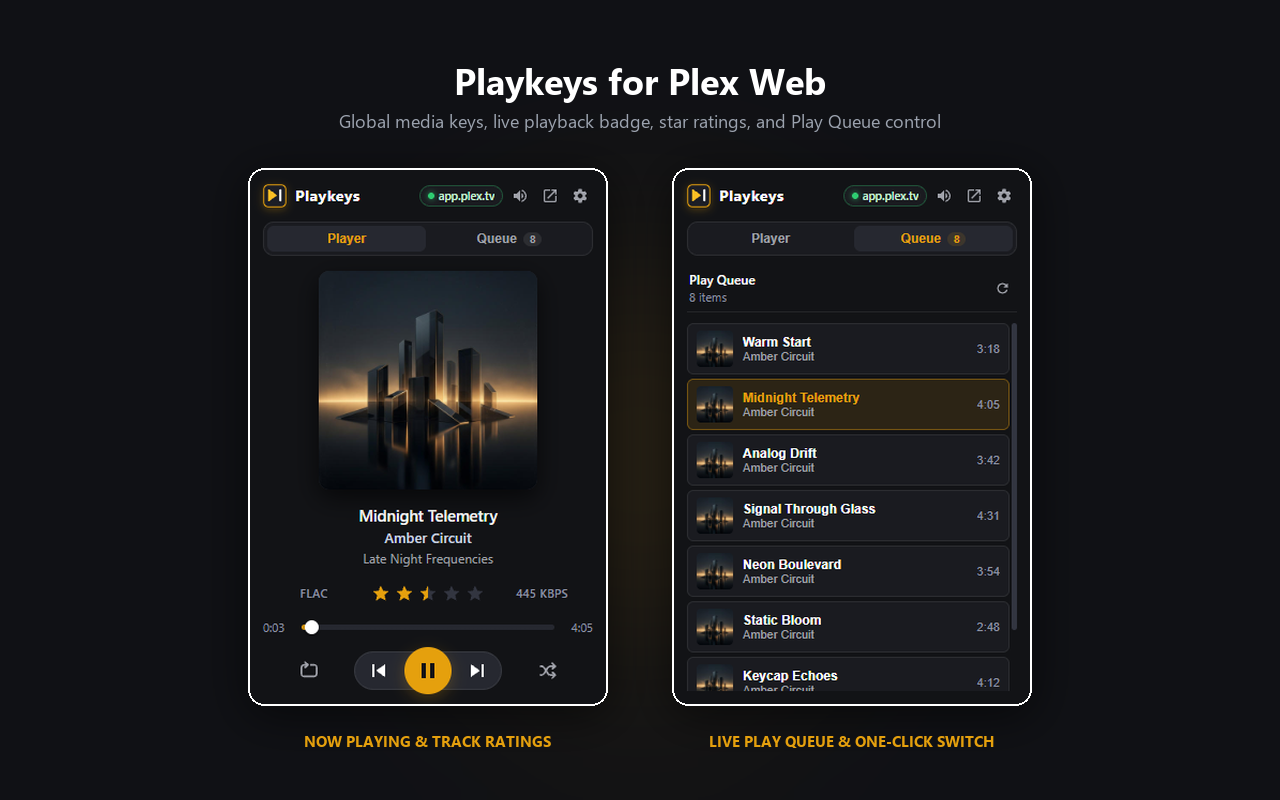 Playkeys for Plex Web
Global media keys, live playback badge, star ratings, and Play Queue control
Playkeys
app.plex.tv
Player
Queue 8
Midnight Telemetry
Amber Circuit
Late Night Frequencies
FLAC
445 KBPS
0:03
4:05
NOW PLAYING & TRACK RATINGS
Playkeys
app.plex.tv
Player
Queue 8
Play Queue
8 items
Warm Start
Amber Circuit
3:18
Midnight Telemetry
Amber Circuit
4:05
Analog Drift
Amber Circuit
3:42
Signal Through Glass
Amber Circuit
4:31
Neon Boulevard
Amber Circuit
3:54
Static Bloom
Amber Circuit
2:48
Keycap Echoes
Amber Circuit
4:12
LIVE PLAY QUEUE & ONE-CLICK SWITCH